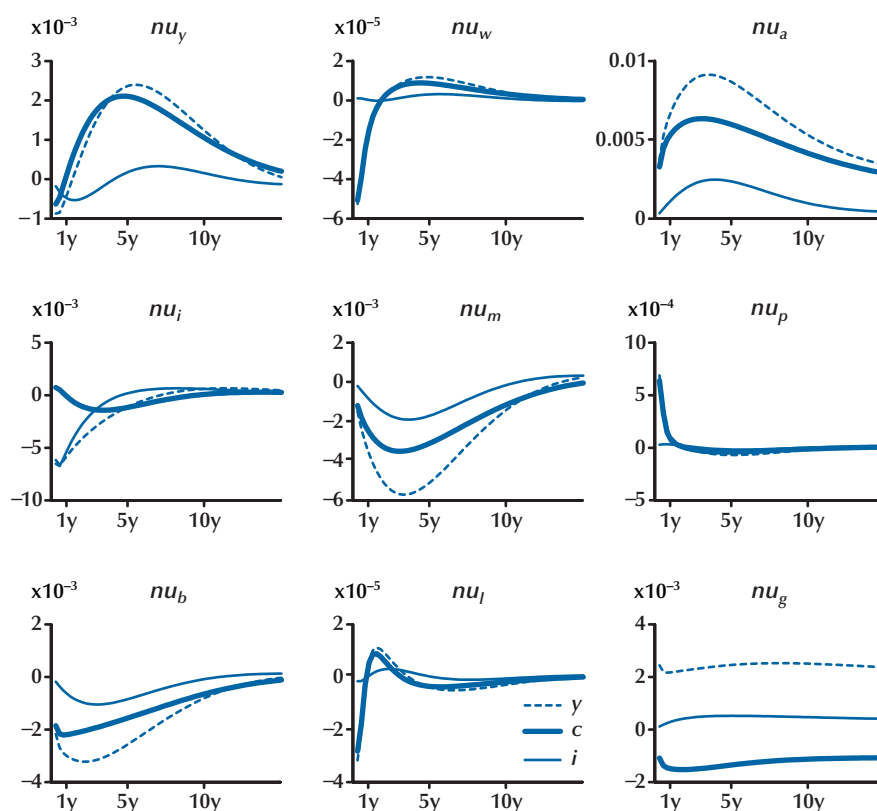 x10⁻³ nu_y
3
2
1
0
−1
1y 5y 10y
x10⁻⁵ nu_w
2
0
−2
−4
−6
1y 5y 10y
nu_a
0.01
0.005
0
1y 5y 10y
x10⁻³ nu_i
5
0
−5
−10
1y 5y 10y
x10⁻³ nu_m
2
0
−2
−4
−6
1y 5y 10y
x10⁻⁴ nu_p
10
5
0
−5
1y 5y 10y
x10⁻³ nu_b
2
0
−2
−4
1y 5y 10y
x10⁻⁵ nu_l
2
0
−2
−4
1y 5y 10y
y
c
i
x10⁻³ nu_g
4
2
0
−2
1y 5y 10y